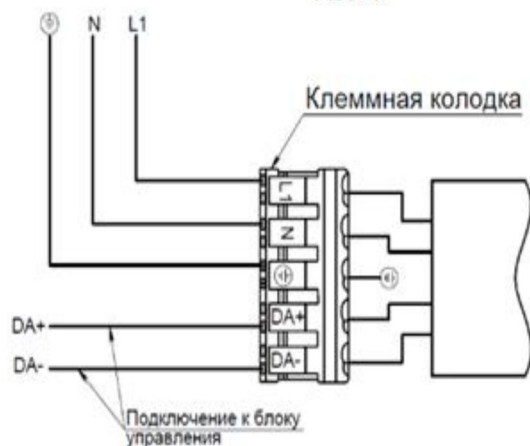 N
L1
Клеммная колодка
L1
N
DA+
DA+
DA-
DA-
Подключение к блоку
управления